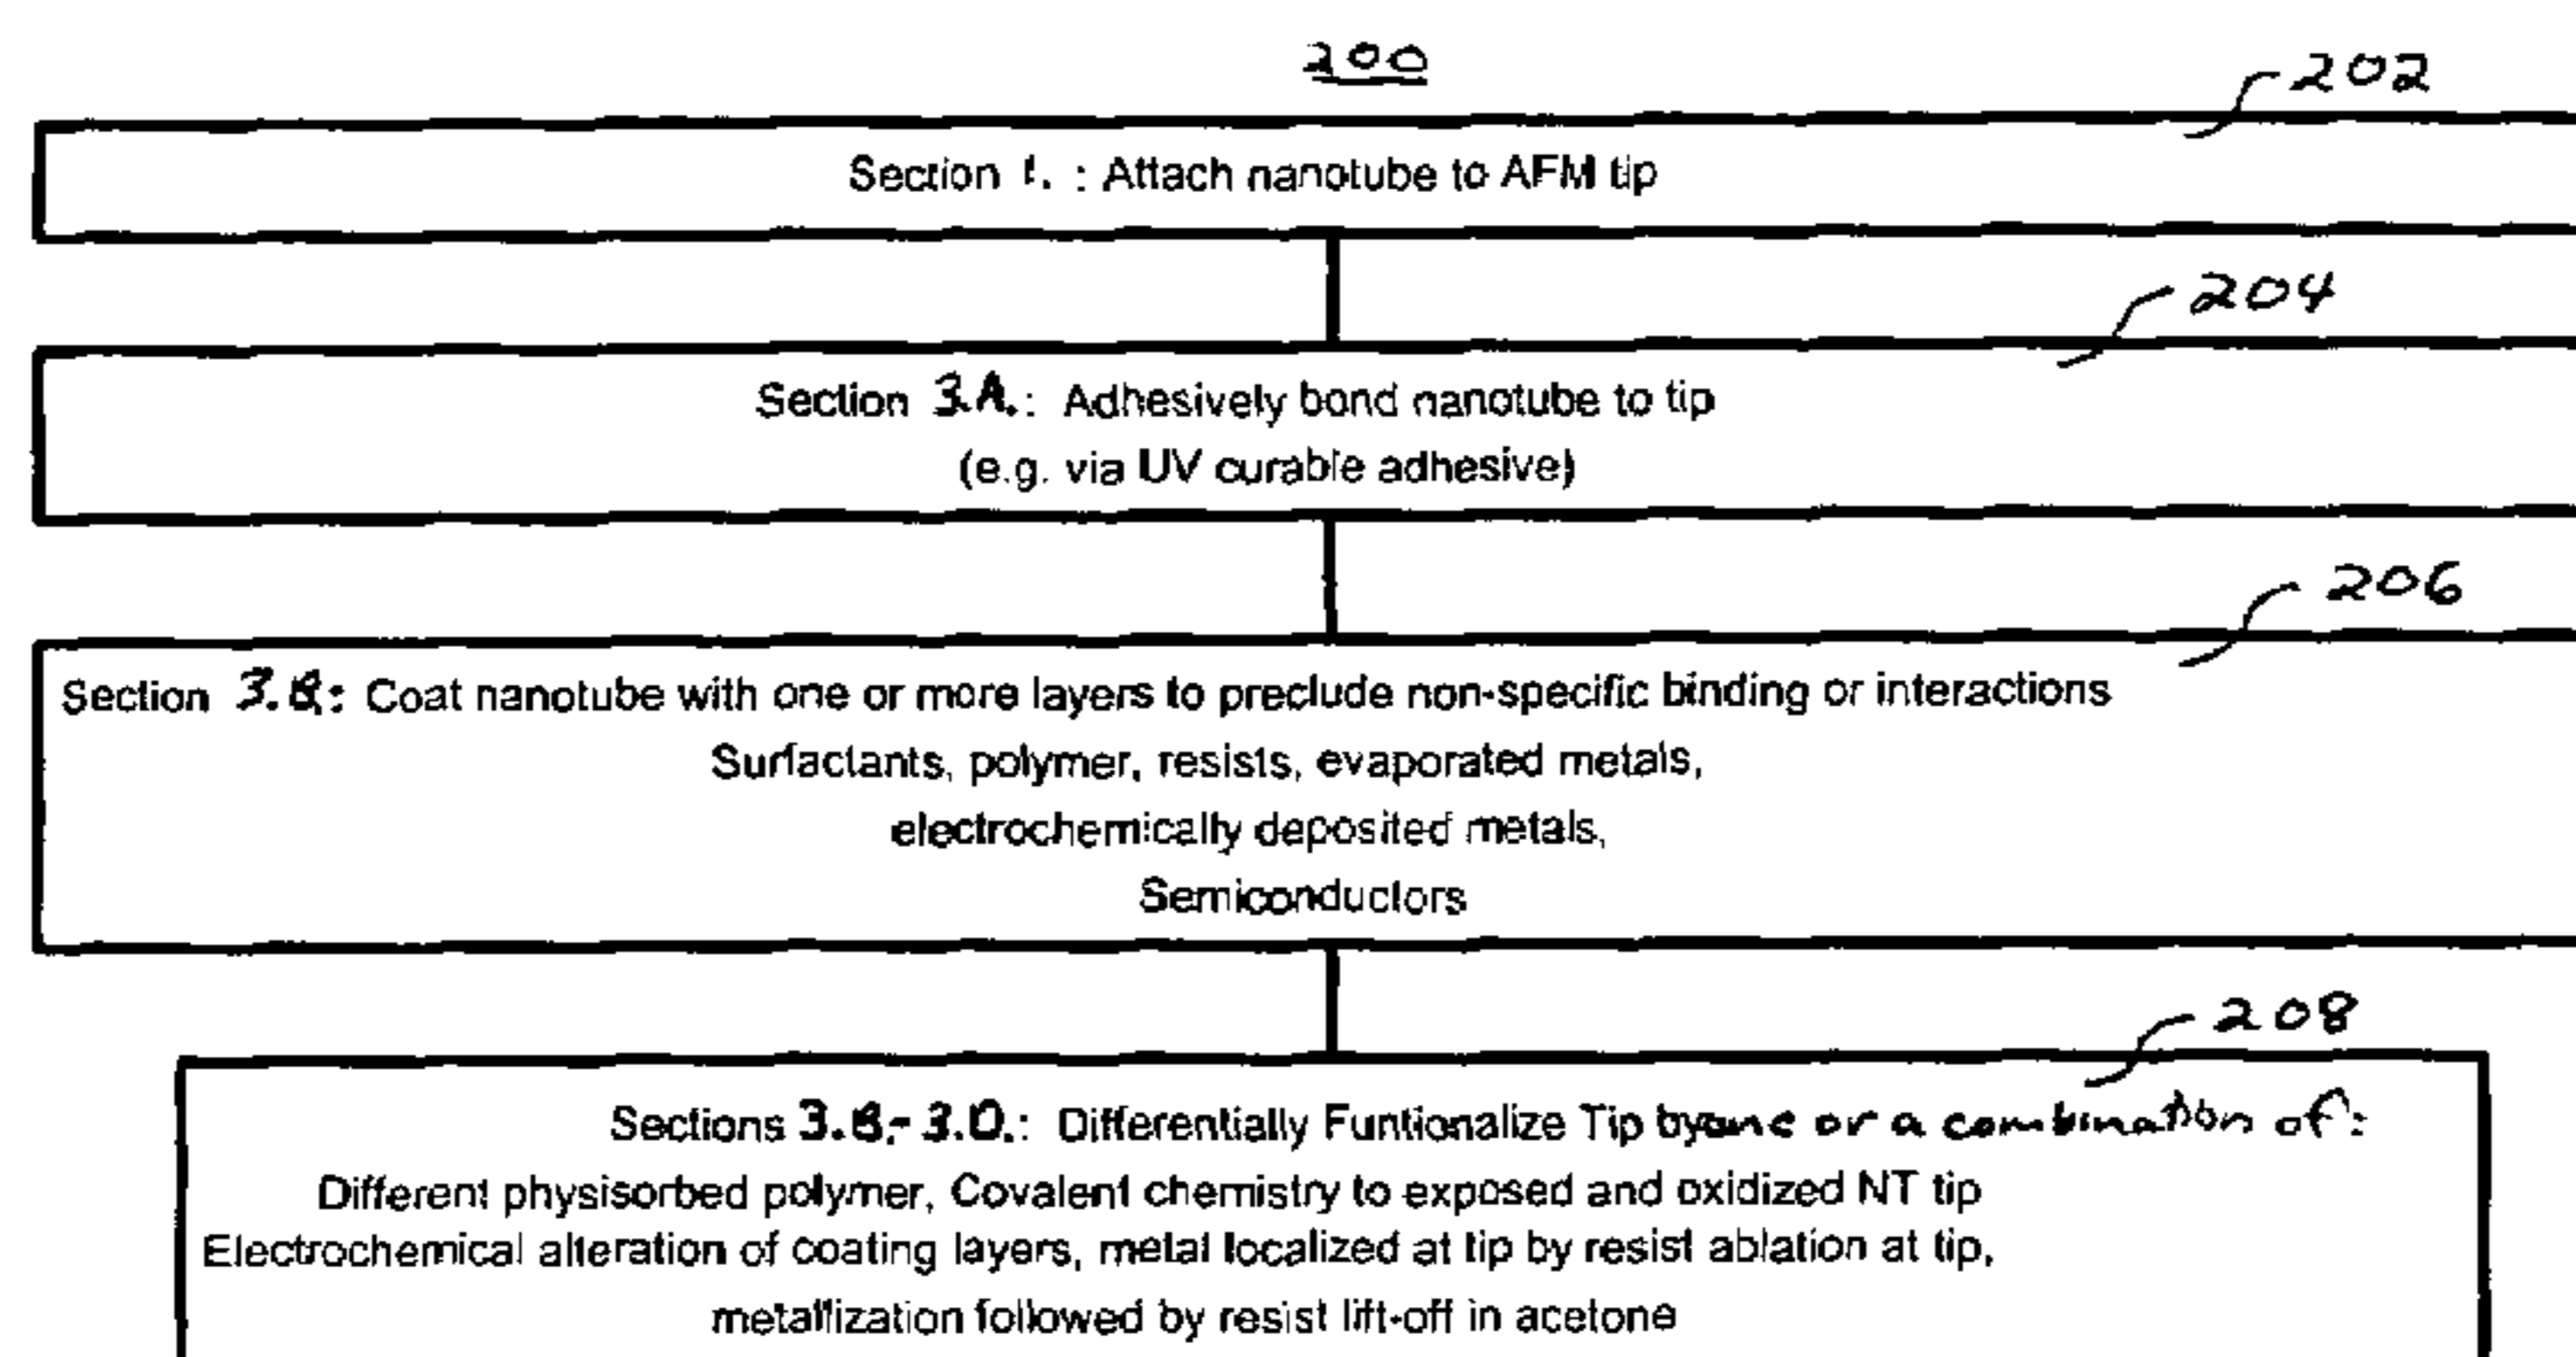 200
202
Section 1. : Attach nanotube to AFM tip
204
Section 3.A.: Adhesively bond nanotube to tip
(e.g. via UV curable adhesive)
206
Section 3.B.: Coat nanotube with one or more layers to preclude non-specific binding or interactions
Surfactants, polymer, resists, evaporated metals,
electrochemically deposited metals,
Semiconductors
208
Sections 3.B.- 3.D.: Differentially Funtionalize Tip by one or a combination of:
Different physisorbed polymer, Covalent chemistry to exposed and oxidized NT tip
Electrochemical alteration of coating layers, metal localized at tip by resist ablation at tip,
metallization followed by resist lift-off in acetone